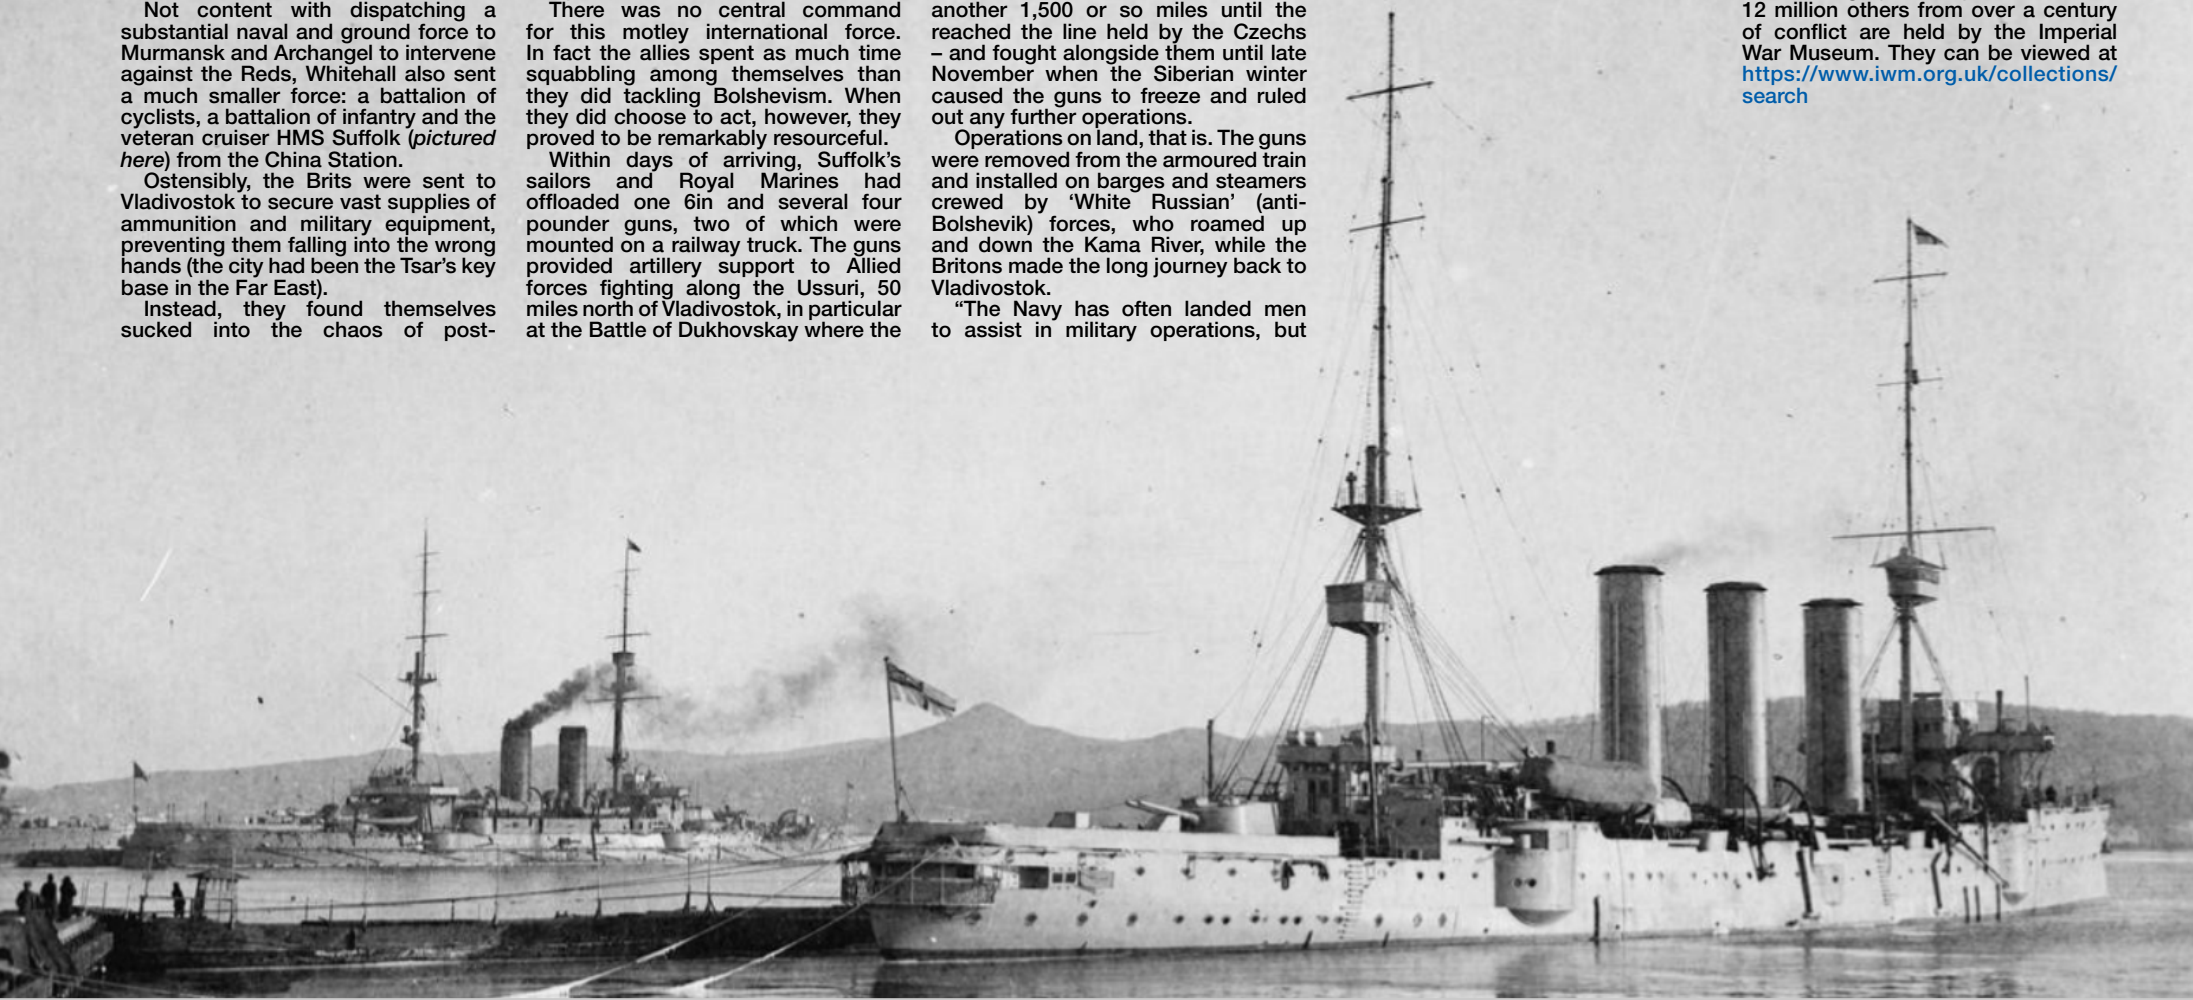 Not content with dispatching a
substantial naval and ground force to
Murmansk and Archangel to intervene
against the Reds, Whitehall also sent
a much smaller force: a battalion of
cyclists, a battalion of infantry and the
veteran cruiser HMS Suffolk (pictured
here) from the China Station.
Ostensibly, the Brits were sent to
Vladivostok to secure vast supplies of
ammunition and military equipment,
preventing them falling into the wrong
hands (the city had been the Tsar's key
base in the Far East).
Instead, they found themselves
sucked into the chaos of post-
There was no central command
for this motley international force.
In fact the allies spent as much time
squabbling among themselves than
they did tackling Bolshevism. When
they did choose to act, however, they
proved to be remarkably resourceful.
Within days of arriving, Suffolk's
sailors and Royal Marines had
offloaded one 6in and several four
pounder guns, two of which were
mounted on a railway truck. The guns
provided artillery support to Allied
forces fighting along the Ussuri, 50
miles north of Vladivostok, in particular
at the Battle of Dukhovskay where the
another 1,500 or so miles until the
reached the line held by the Czechs
– and fought alongside them until late
November when the Siberian winter
caused the guns to freeze and ruled
out any further operations.
Operations on land, that is. The guns
were removed from the armoured train
and installed on barges and steamers
crewed by ‘White Russian’ (anti-
Bolshevik) forces, who roamed up
and down the Kama River, while the
Britons made the long journey back to
Vladivostok.
“The Navy has often landed men
to assist in military operations, but
12 million others from over a century
of conflict are held by the Imperial
War Museum. They can be viewed at
https://www.iwm.org.uk/collections/
search